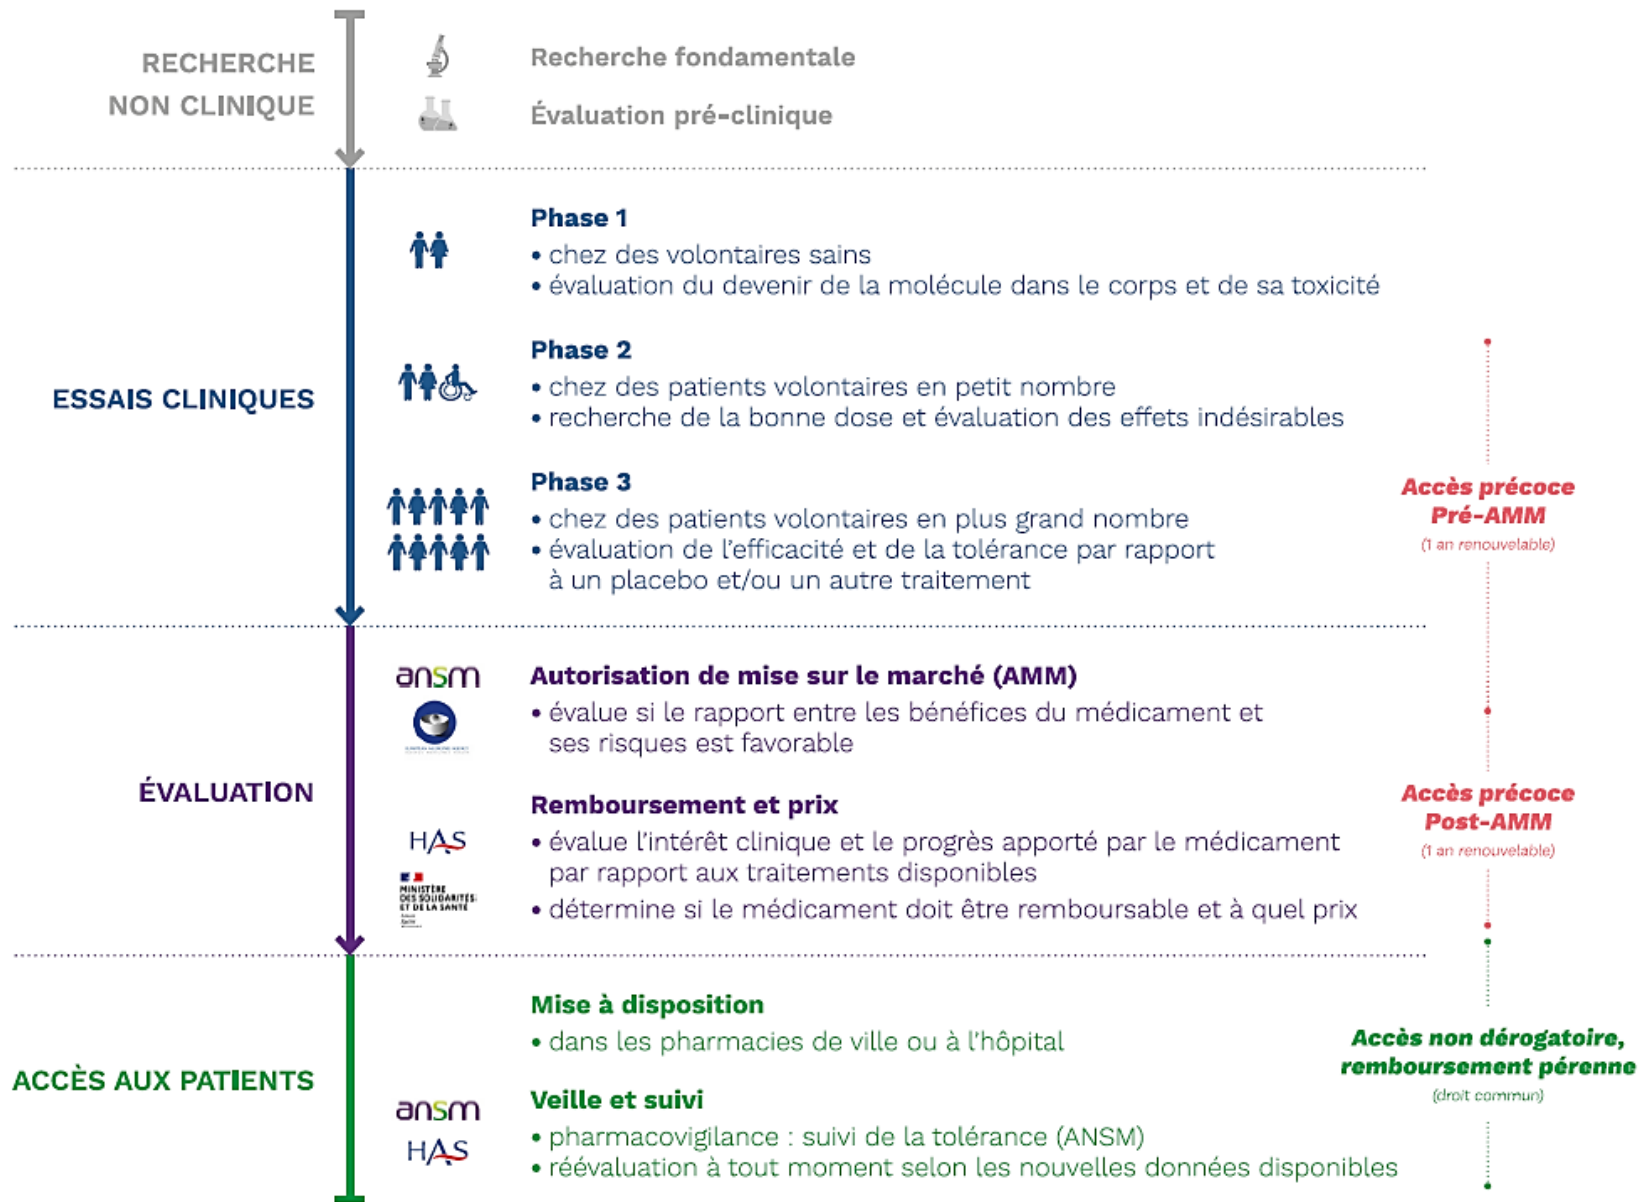 RECHERCHE
NON CLINIQUE
Recherche fondamentale
Évaluation pré-clinique
ESSAIS CLINIQUES
Phase 1
• chez des volontaires sains
• évaluation du devenir de la molécule dans le corps et de sa toxicité
Phase 2
• chez des patients volontaires en petit nombre
• recherche de la bonne dose et évaluation des effets indésirables
Phase 3
• chez des patients volontaires en plus grand nombre
• évaluation de l'efficacité et de la tolérance par rapport
à un placebo et/ou un autre traitement
Accès précoce
Pré-AMM
(1 an renouvelable)
ÉVALUATION
ansm
Autorisation de mise sur le marché (AMM)
• évalue si le rapport entre les bénéfices du médicament et
ses risques est favorable
HAS
MINISTÈRE
DES SOLIDARITÉS
ET DE LA SANTÉ
Remboursement et prix
• évalue l'intérêt clinique et le progrès apporté par le médicament
par rapport aux traitements disponibles
• détermine si le médicament doit être remboursable et à quel prix
Accès précoce
Post-AMM
(1 an renouvelable)
ACCÈS AUX PATIENTS
Mise à disposition
• dans les pharmacies de ville ou à l'hôpital
ansm
HAS
Veille et suivi
• pharmacovigilance : suivi de la tolérance (ANSM)
• réévaluation à tout moment selon les nouvelles données disponibles
Accès non dérogatoire,
remboursement pérenne
(droit commun)